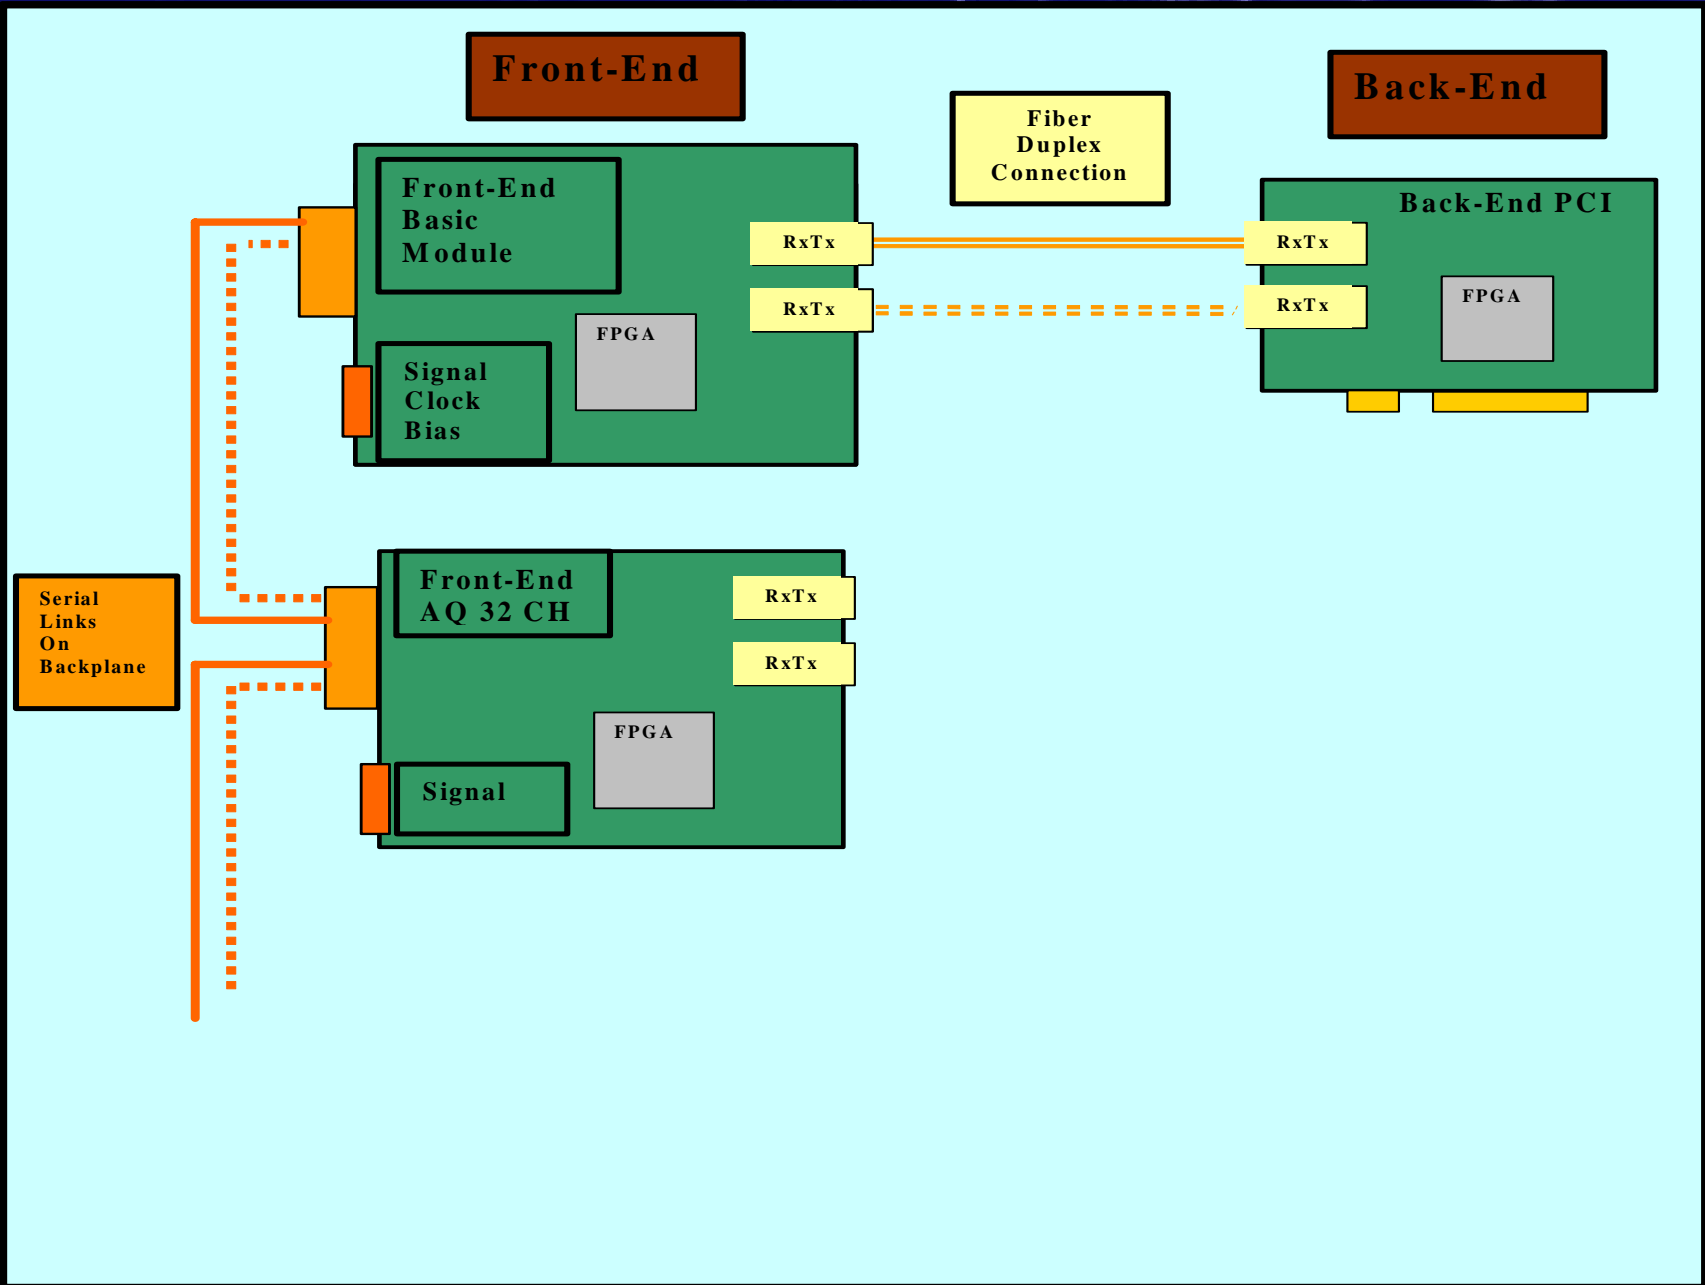 Front-End
Back-End
Fiber
Duplex
Connection
Front-End
Basic
Module
RxTx
RxTx
FPGA
Signal
Clock
Bias
Back-End PCI
RxTx
RxTx
FPGA
Serial
Links
On
Backplane
Front-End
AQ 32 CH
RxTx
RxTx
FPGA
Signal